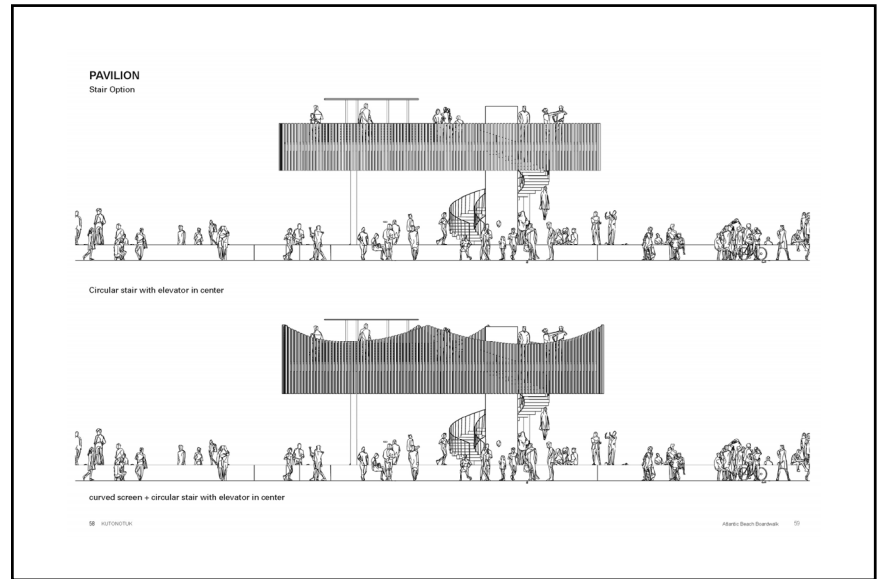 PAVILION
Stair Option
Circular stair with elevator in center
curved screen + circular stair with elevator in center
58 KUTONOTUK
Atlantic Beach Boardwalk 59